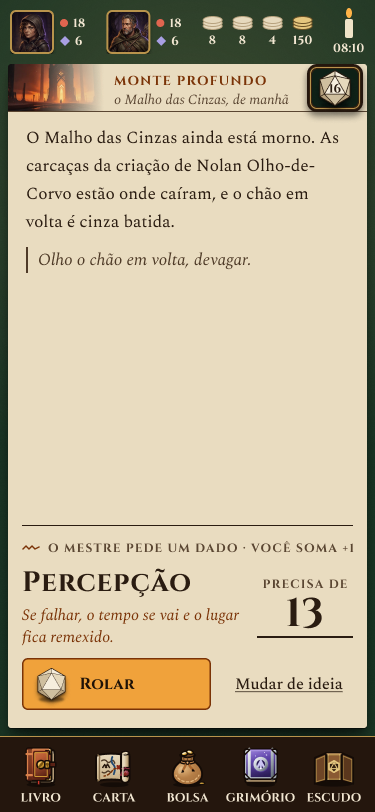 18
6
18
6
8
8
4
150
08:10
MONTE PROFUNDO
o Malho das Cinzas, de manhã
16
O Malho das Cinzas ainda está morno. As
carcaças da criação de Nolan Olho-de-
Corvo estão onde caíram, e o chão em
volta é cinza batida.
Olho o chão em volta, devagar.
O MESTRE PEDE UM DADO · VOCÊ SOMA +1
PERCEPÇÃO
PRECISA DE
13
Se falhar, o tempo se vai e o lugar
fica remexido.
ROLAR
Mudar de ideia
LIVRO
CARTA
BOLSA
GRIMÓRIO
ESCUDO